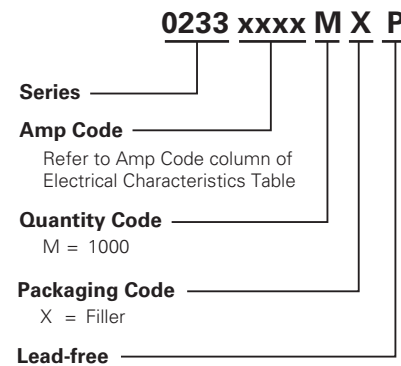 0233 xxxx M X P
Series
Amp Code
Refer to Amp Code column of
Electrical Characteristics Table
Quantity Code
M = 1000
Packaging Code
X = Filler
Lead-free